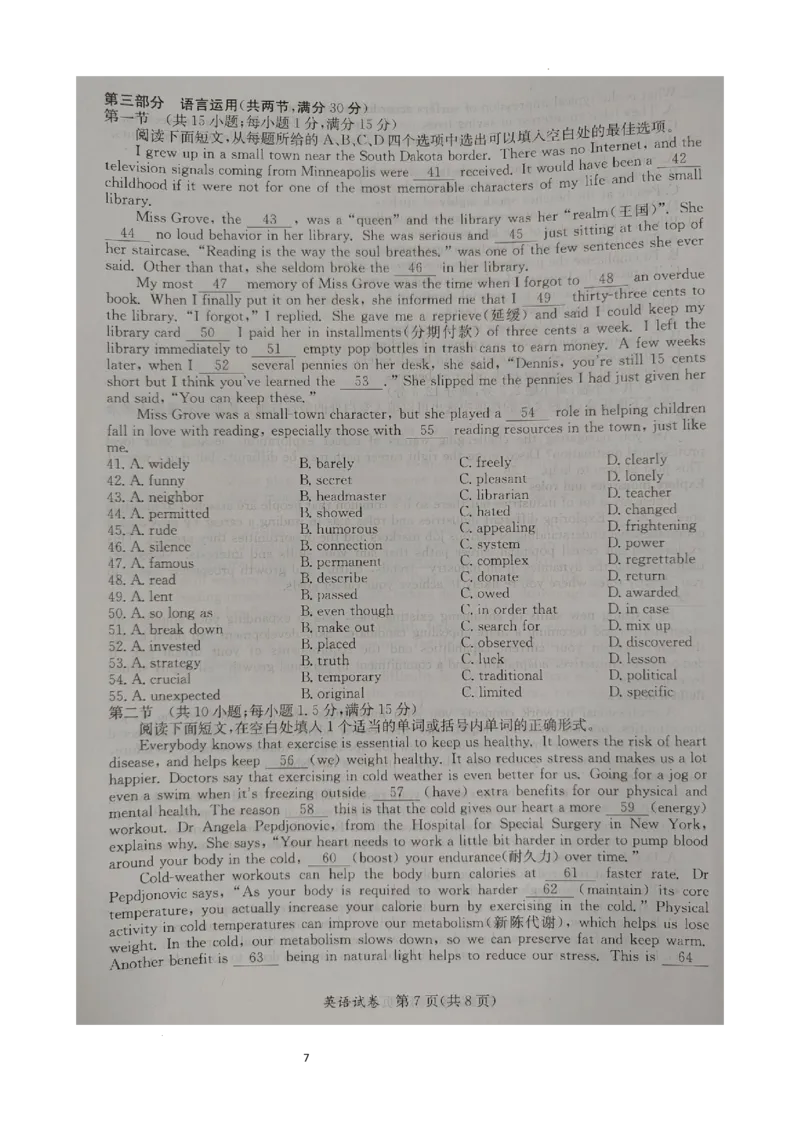 第三部分 语言运用(共两节,满分 30 分)
第一节 (共 15 小题;每小题 1 分,满分 15 分)
阅读下面短文,从每题所给的 A、B、C、D 四个选项中选出可以填入空白处的最佳选项。
I grew up in a small town near the South Dakota border. There was no Internet, and the
television signals coming from Minneapolis were 41 received. It would have been a 42
childhood if it were not for one of the most memorable characters of my life and the small
library.
Miss Grove, the 43 , was a “queen” and the library was her “realm(王国)”. She
44 no loud behavior in her library. She was serious and 45 just sitting at the top of
her staircase. “Reading is the way the soul breathes.” was one of the few sentences she ever
said. Other than that, she seldom broke the 46 in her library.
My most 47 memory of Miss Grove was the time when I forgot to 48 an overdue
book. When I finally put it on her desk, she informed me that I 49 thirty-three cents to
the library. “I forgot,” I replied. She gave me a reprieve(延缓) and said I could keep my
library card 50 I paid her in installments(分期付款) of three cents a week. I left the
library immediately to 51 empty pop bottles in trash cans to earn money. A few weeks
later, when I 52 several pennies on her desk, she said, “Dennis, you're still 15 cents
short but I think you've learned the 53 .” She slipped me the pennies I had just given her
and said, “You can keep these.”
Miss Grove was a small-town character, but she played a 54 role in helping children
fall in love with reading, especially those with 55 reading resources in the town, just like
me.
41. A. widely B. barely C. freely D. clearly
42. A. funny B. secret C. pleasant D. lonely
43. A. neighbor B. headmaster C. librarian D. teacher
44. A. permitted B. showed C. hated D. changed
45. A. rude B. humorous C. appealing D. frightening
46. A. silence B. connection C. system D. power
47. A. famous B. permanent C. complex D. regrettable
48. A. read B. describe C. donate D. return
49. A. lent B. passed C. owed D. awarded
50. A. so long as B. even though C. in order that D. in case
51. A. break down B. make out C. search for D. mix up
52. A. invested B. placed C. observed D. discovered
53. A. strategy B. truth C. luck D. lesson
54. A. crucial B. temporary C. traditional D. political
55. A. unexpected B. original C. limited D. specific
第二节 (共 10 小题;每小题 1.5 分,满分 15 分)
阅读下面短文,在空白处填入 1 个适当的单词或括号内单词的正确形式。
Everybody knows that exercise is essential to keep us healthy. It lowers the risk of heart
disease, and helps keep 56 (we) weight healthy. It also reduces stress and makes us a lot
happier. Doctors say that exercising in cold weather is even better for us. Going for a jog or
even a swim when it's freezing outside 57 (have) extra benefits for our physical and
mental health. The reason 58 this is that the cold gives our heart a more 59 (energy)
workout. Dr Angela Pepdjonovic, from the Hospital for Special Surgery in New York,
explains why. She says, “Your heart needs to work a little bit harder in order to pump blood
around your body in the cold, 60 (boost) your endurance(耐久力) over time.”
Cold-weather workouts can help the body burn calories at 61 faster rate. Dr
Pepdjonovic says, “As your body is required to work harder 62 (maintain) its core
temperature, you actually increase your calorie burn by exercising in the cold.” Physical
activity in cold temperatures can improve our metabolism(新陈代谢), which helps us lose
weight. In the cold, our metabolism slows down, so we can preserve fat and keep warm.
Another benefit is 63 being in natural light helps to reduce our stress. This is 64
英语试卷 第 7 页(共 8 页)
7